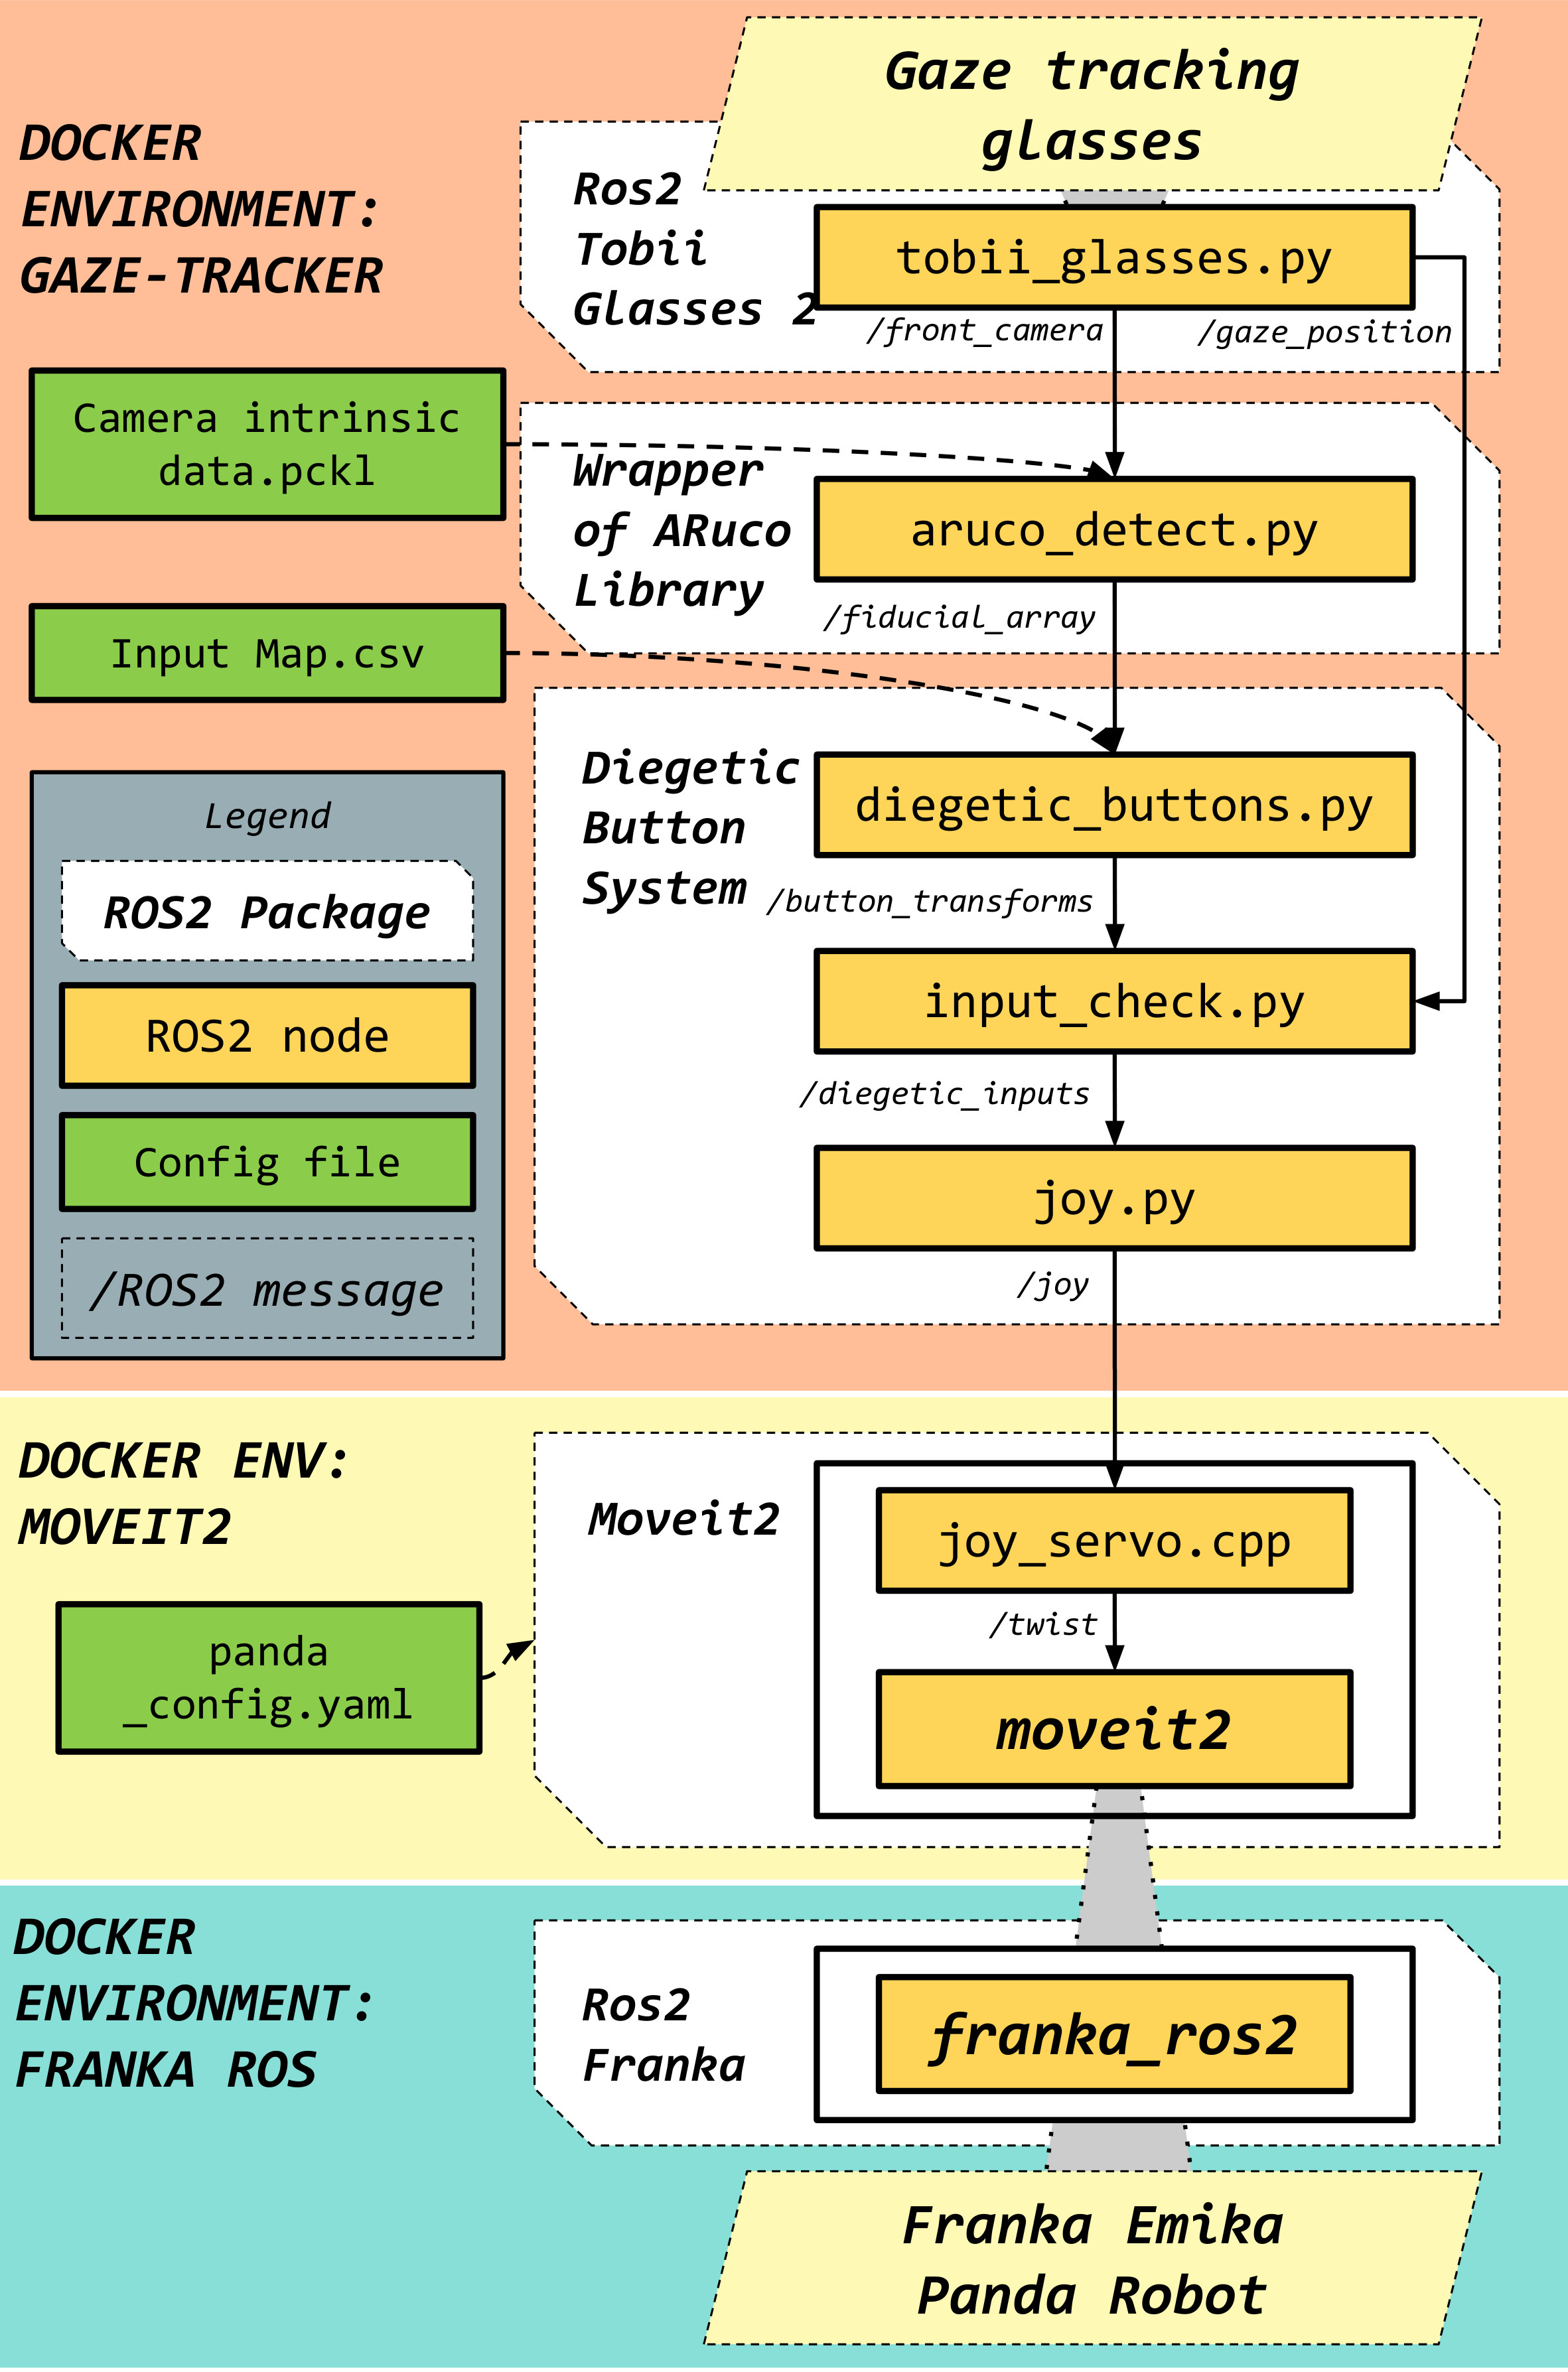 Gaze tracking
glasses
DOCKER
ENVIRONMENT:
GAZE-TRACKER
Ros2
Tobii
Glasses 2
tobii_glasses.py
/front_camera
/gaze_position
Camera intrinsic
data.pckl
Wrapper
of ARuco
Library
aruco_detect.py
/fiducial_array
Input Map.csv
Diegetic
Button
System
diegetic_buttons.py
/button_transforms
input_check.py
/diegetic_inputs
joy.py
/joy
Legend
ROS2 Package
ROS2 node
Config file
/ROS2 message
DOCKER ENV:
MOVEIT2
Moveit2
joy_servo.cpp
/twist
moveit2
panda
_config.yaml
DOCKER
ENVIRONMENT:
FRANKA ROS
Ros2
Franka
franka_ros2
Franka Emika
Panda Robot